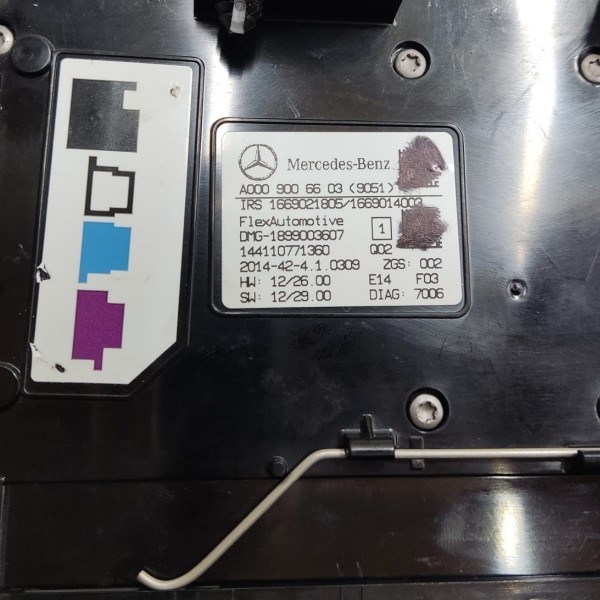 Mercedes-Benz
A000 900 66 03 (9051)
IRS 1669021805/1669014003
FlexAutomotive
DMG-1899003607 1
144110771360 Q02
2014-42-4.1.0309 ZGS: 002
HW: 12/26.00 E14 F03
SW: 12/29.00 DIAG: 7006